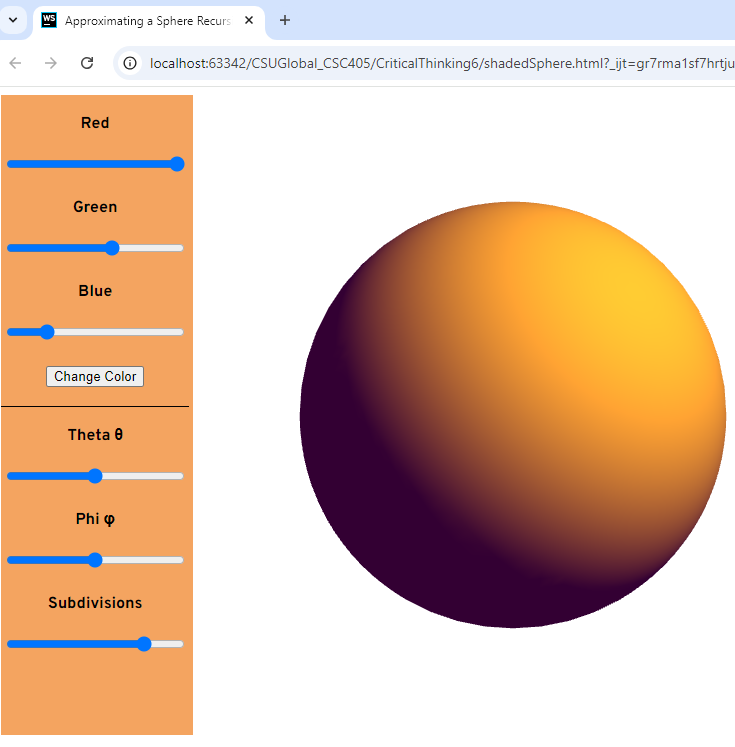 WS
Approximating a Sphere Recurs
localhost:63342/CSUGlobal_CSC405/CriticalThinking6/shadedSphere.html?_ijt=gr7rma1sf7hrtju
Red
Green
Blue
Change Color
Theta θ
Phi φ
Subdivisions